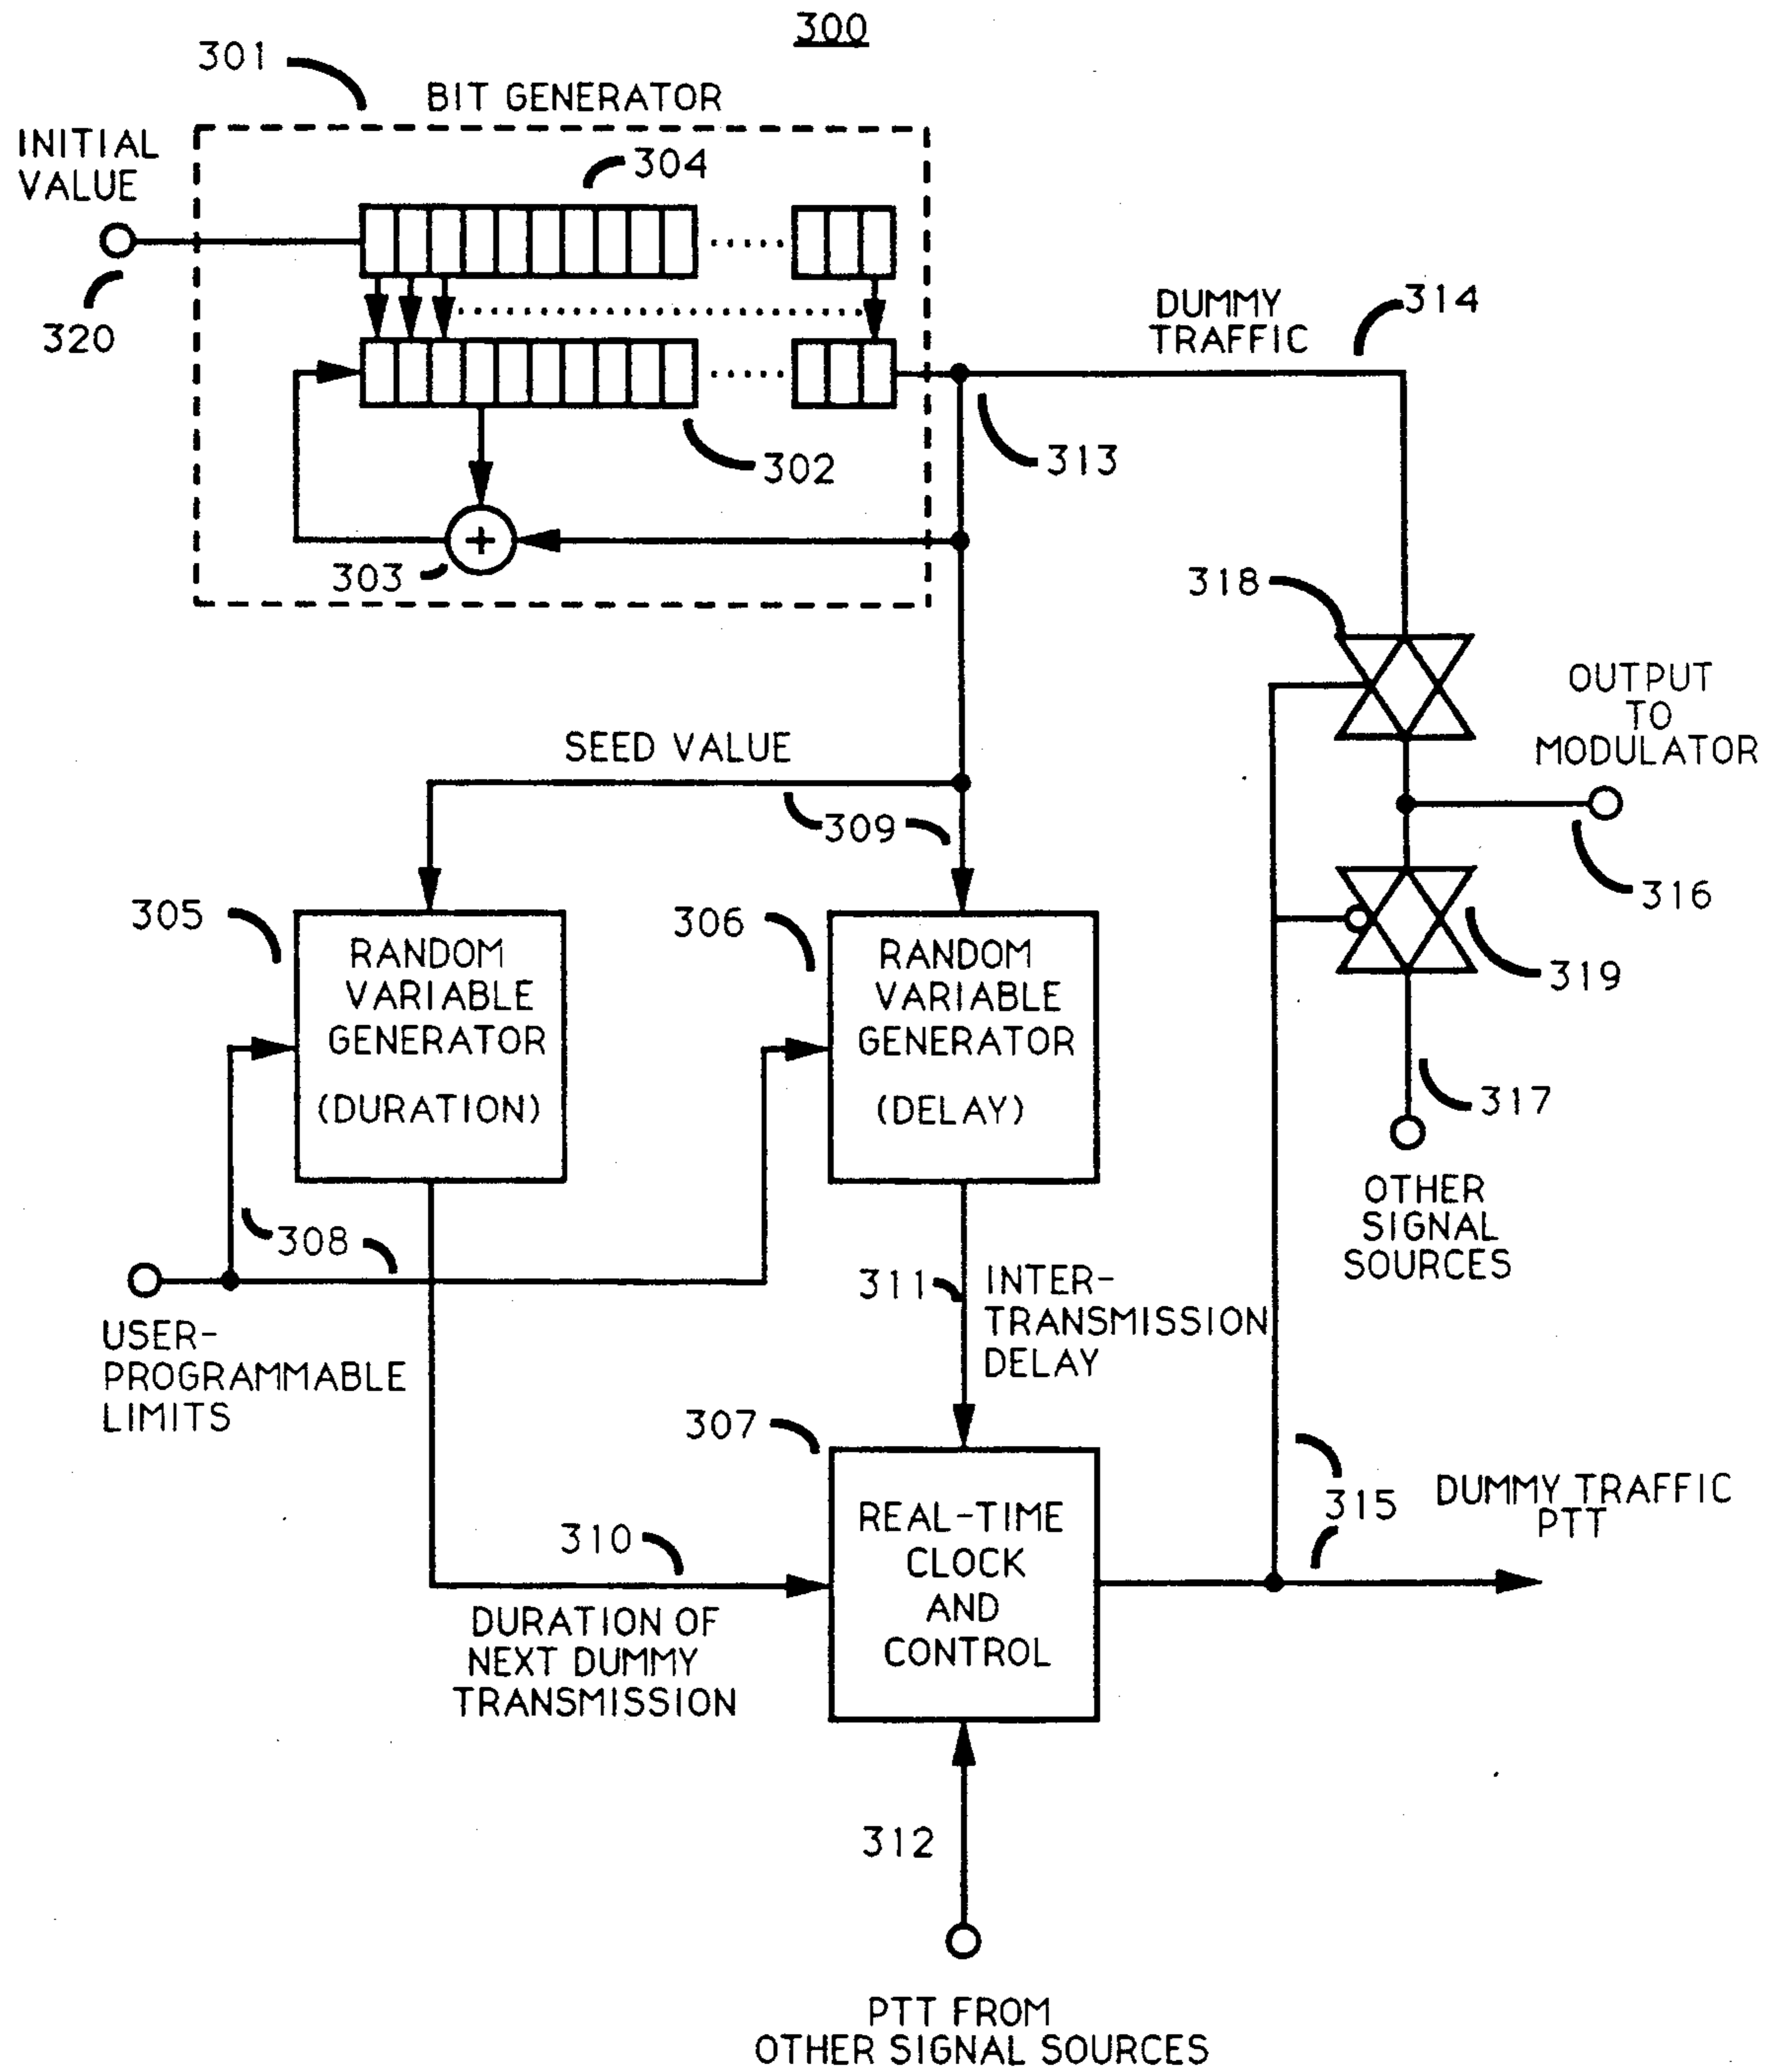 300
301
BIT GENERATOR
INITIAL
VALUE
304
320
302
303
DUMMY
TRAFFIC
314
313
318
OUTPUT
TO
MODULATOR
SEED VALUE
309
316
305
RANDOM
VARIABLE
GENERATOR
(DURATION)
306
RANDOM
VARIABLE
GENERATOR
(DELAY)
319
317
OTHER
SIGNAL
SOURCES
308
USER-
PROGRAMMABLE
LIMITS
311
INTER-
TRANSMISSION
DELAY
307
REAL-TIME
CLOCK
AND
CONTROL
310
DURATION OF
NEXT DUMMY
TRANSMISSION
315
DUMMY TRAFFIC
PTT
312
PTT FROM
OTHER SIGNAL SOURCES